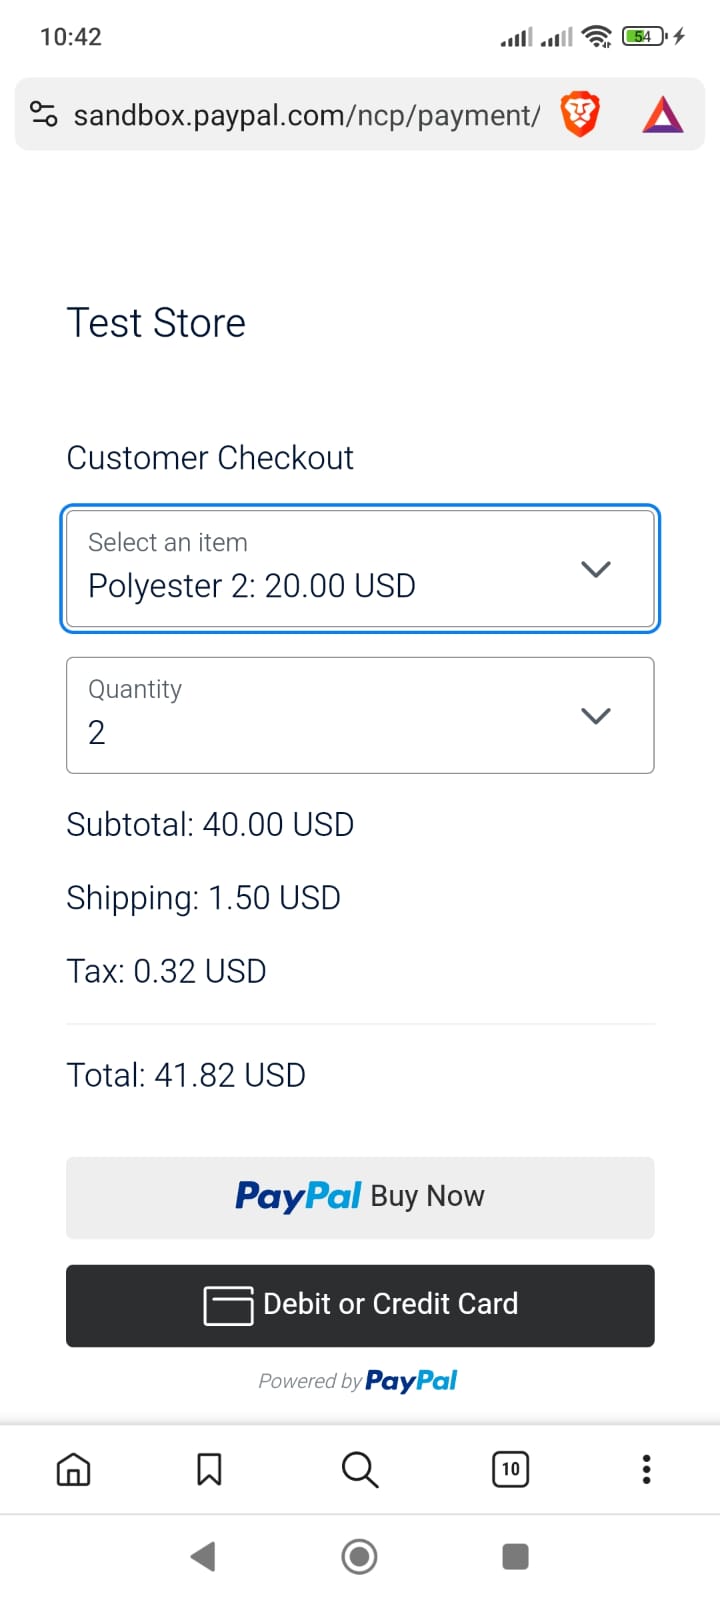 10:42
54
sandbox.paypal.com/ncp/payment/
Test Store
Customer Checkout
Select an item
Polyester 2: 20.00 USD
Quantity
2
Subtotal: 40.00 USD
Shipping: 1.50 USD
Tax: 0.32 USD
Total: 41.82 USD
PayPal Buy Now
Debit or Credit Card
Powered by PayPal
10